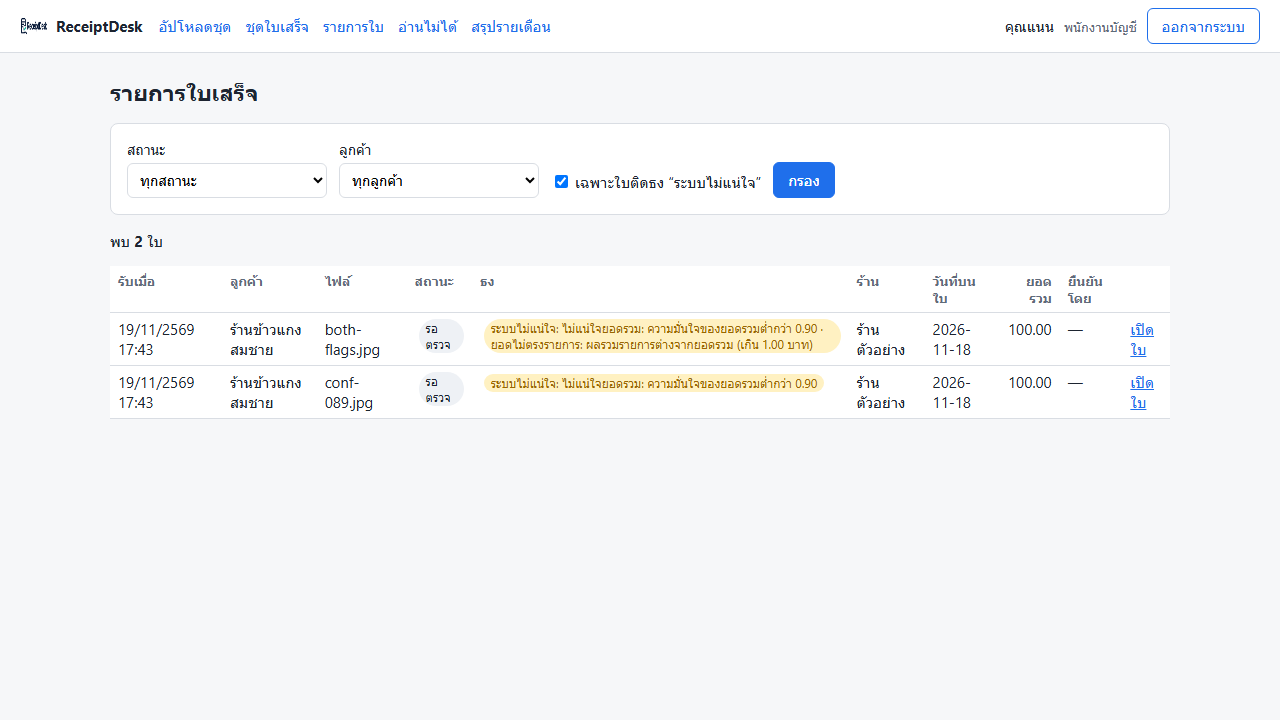 ReceiptDesk อัปโหลดชุด ชุดใบเสร็จ รายการใบ อ่านไม่ได้ สรุปรายเดือน คุณแนน พนักงานบัญชี ออกจากระบบ
รายการใบเสร็จ
สถานะ ลูกค้า
ทุกสถานะ ทุกลูกค้า เฉพาะใบติดธง “ระบบไม่แน่ใจ” กรอง
พบ 2 ใบ
รับเมื่อ ลูกค้า ไฟล์ สถานะ ธง ร้าน วันที่บน ยอด ยืนยัน
ใบ รวม โดย
19/11/2569 ร้านข้าวแกง both- รอ ระบบไม่แน่ใจ: ไม่แน่ใจยอดรวม: ความมั่นใจของยอดรวมต่ำกว่า 0.90 · ร้าน 2026- 100.00 — เปิด
17:43 สมชาย flags.jpg ตรวจ ยอดไม่ตรงรายการ: ผลรวมรายการต่างจากยอดรวม (เกิน 1.00 บาท) ตัวอย่าง 11-18 ใบ
19/11/2569 ร้านข้าวแกง conf- รอ ระบบไม่แน่ใจ: ไม่แน่ใจยอดรวม: ความมั่นใจของยอดรวมต่ำกว่า 0.90 ร้าน 2026- 100.00 — เปิด
17:43 สมชาย 089.jpg ตรวจ ตัวอย่าง 11-18 ใบ